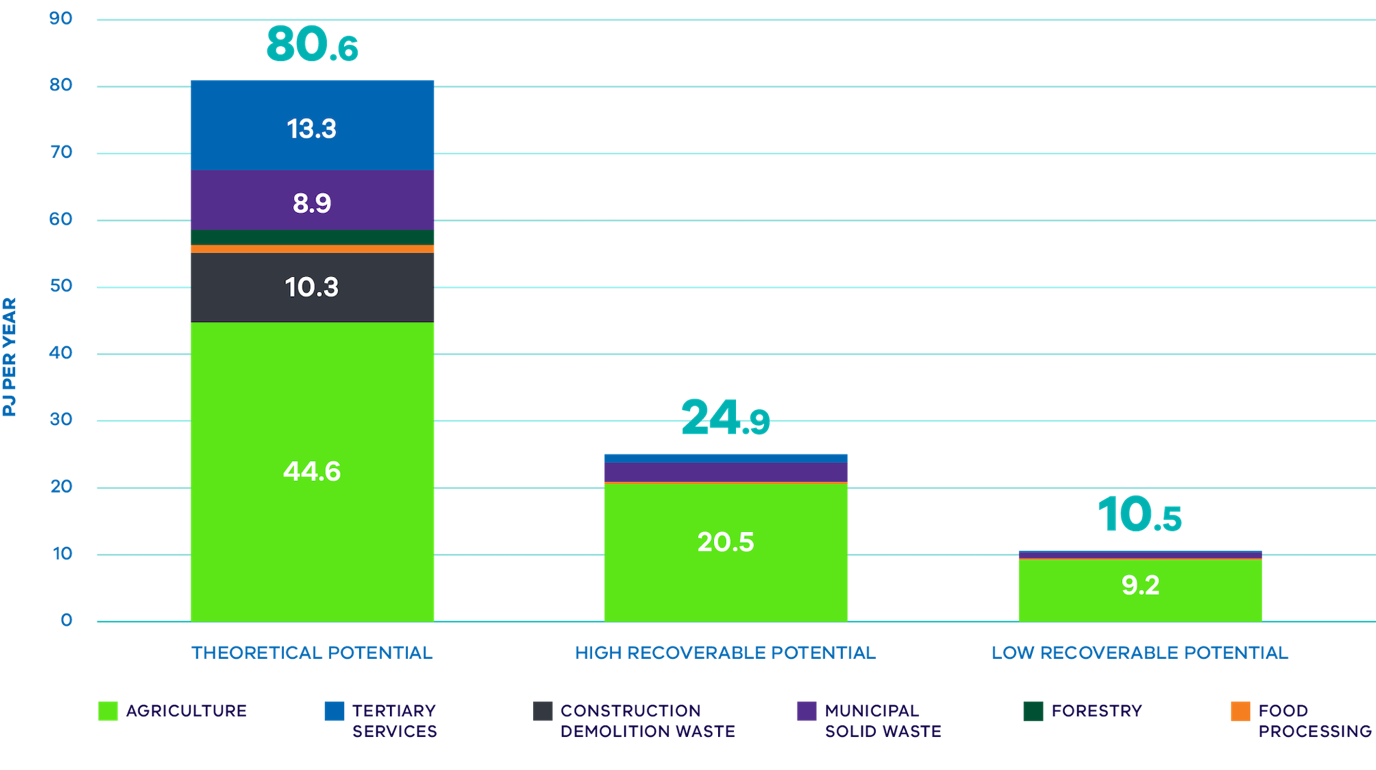 90
80.6
80
13.3
70
8.9
60
50
10.3
PJ PER YEAR
40
30
24.9
44.6
20
20.5
10.5
10
9.2
0
THEORETICAL POTENTIAL
HIGH RECOVERABLE POTENTIAL
LOW RECOVERABLE POTENTIAL
AGRICULTURE
TERTIARY
SERVICES
CONSTRUCTION
DEMOLITION WASTE
MUNICIPAL
SOLID WASTE
FORESTRY
FOOD
PROCESSING